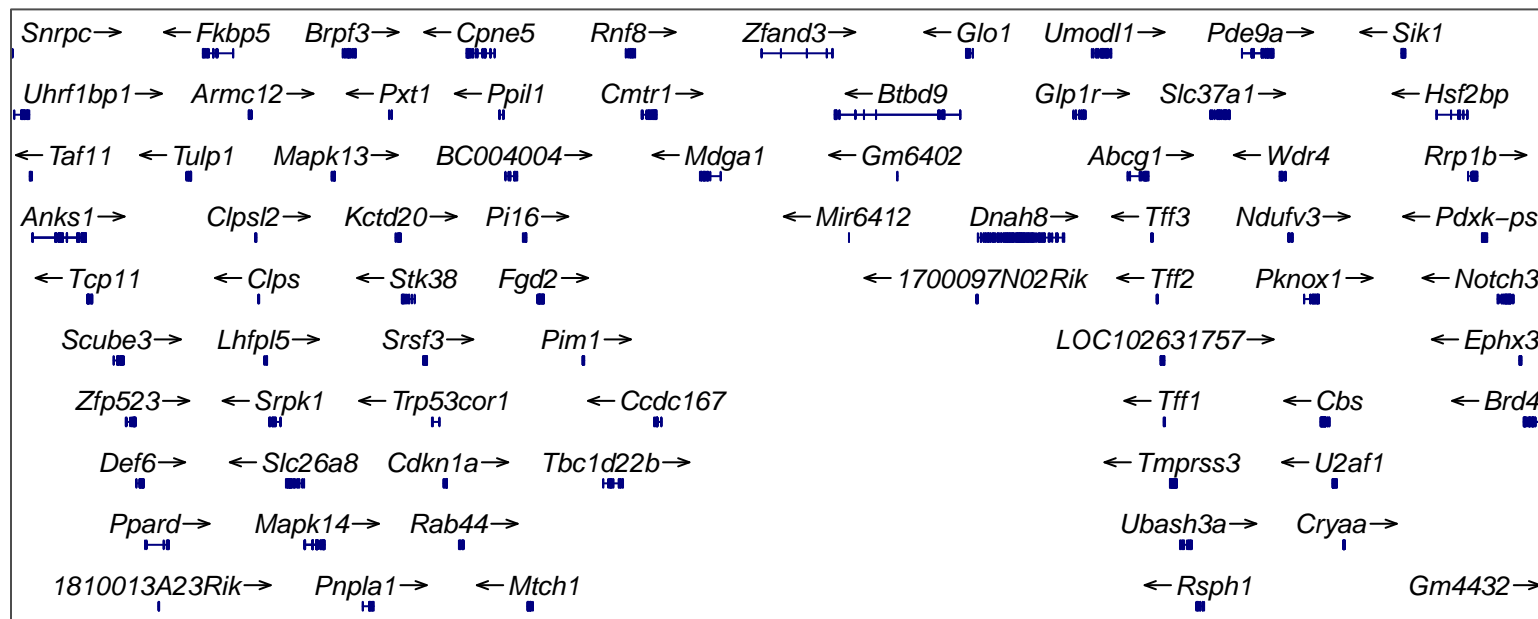 Snrpc→ ←Fkbp5 Brpf3→ ←Cpne5 Rnf8→ Zfand3→ ←Glo1 Umodl1→ Pde9a→ ←Sik1
Uhrf1bp1→ Armc12→ ←Pxt1 ←Ppil1 Cmtr1→ ←Btbd9 Glp1r→ Slc37a1→ ←Hsf2bp
←Taf11 ←Tulp1 Mapk13→ BC004004→ ←Mdga1 ←Gm6402 Abcg1→ ←Wdr4 Rrp1b→
Anks1→ Clpsl2→ Kctd20→ Pi16→ ←Mir6412 Dnah8→ ←Tff3 Ndufv3→ ←Pdxk−ps
←Tcp11 ←Clps ←Stk38 Fgd2→ ←1700097N02Rik ←Tff2 Pknox1→ ←Notch3
Scube3→ Lhfpl5→ Srsf3→ Pim1→ LOC102631757→ ←Ephx3
Zfp523→ ←Srpk1 ←Trp53cor1 ←Ccdc167 ←Tff1 ←Cbs ←Brd4
Def6→ ←Slc26a8 Cdkn1a→ Tbc1d22b→ ←Tmprss3 ←U2af1
Ppard→ Mapk14→ Rab44→ Ubash3a→ Cryaa→
1810013A23Rik→ Pnpla1→ ←Mtch1 ←Rsph1 Gm4432→